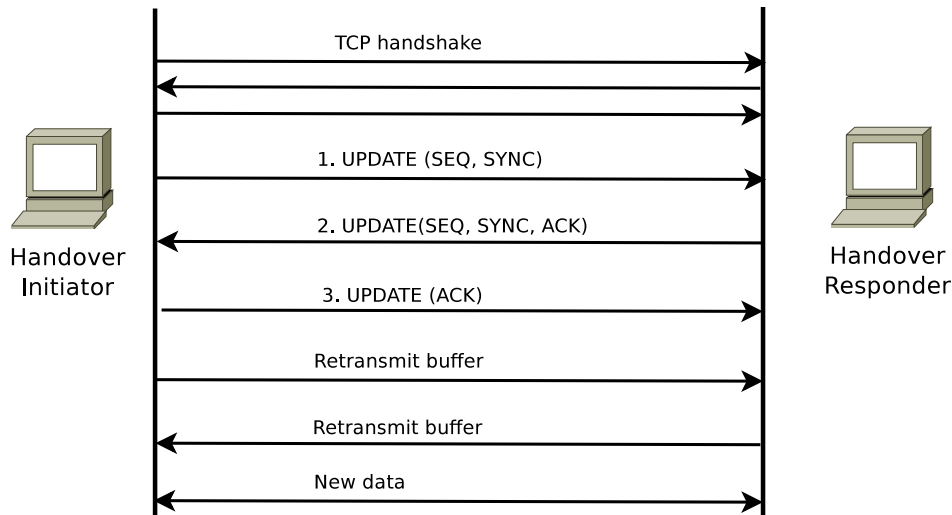 TCP handshake
1. UPDATE (SEQ, SYNC)
2. UPDATE(SEQ, SYNC, ACK)
Handover
Initiator
Handover
Responder
3. UPDATE (ACK)
Retransmit buffer
Retransmit buffer
New data